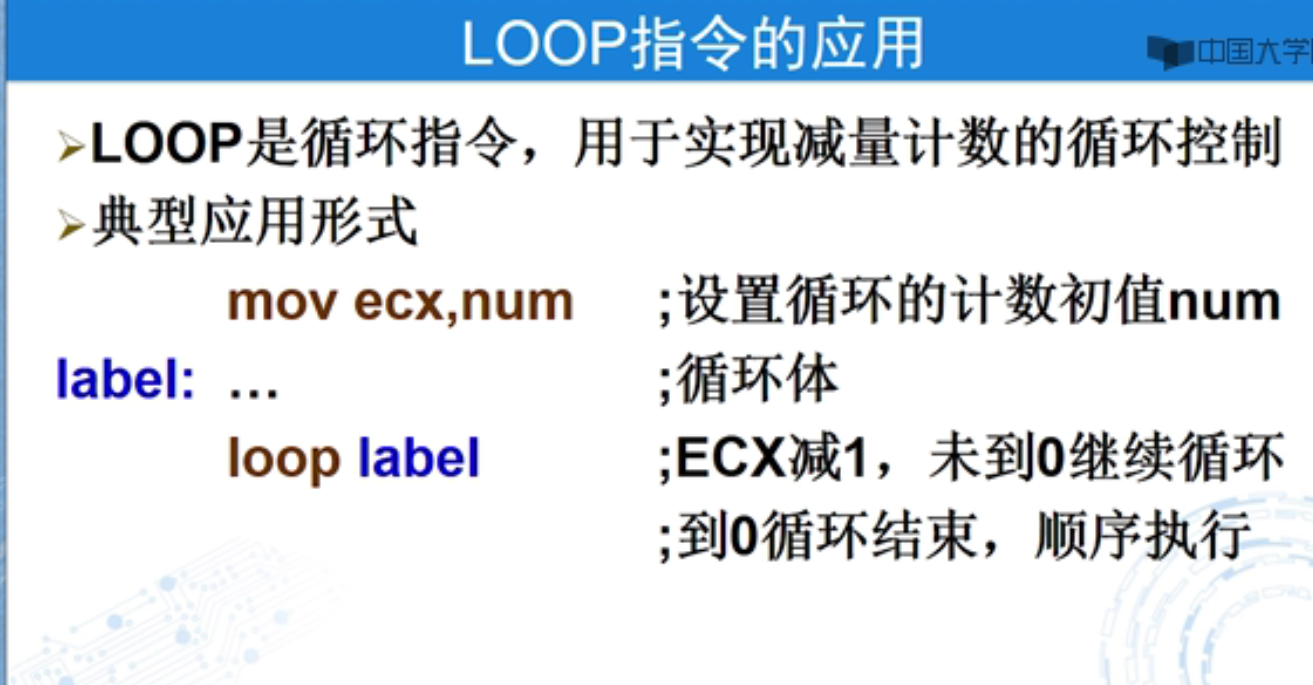 LOOP指令的应用
中国大学
LOOP是循环指令，用于实现减量计数的循环控制
典型应用形式
mov ecx,num ;设置循环的计数初值num
label: … ;循环体
loop label ;ECX减1，未到0继续循环
;到0循环结束，顺序执行